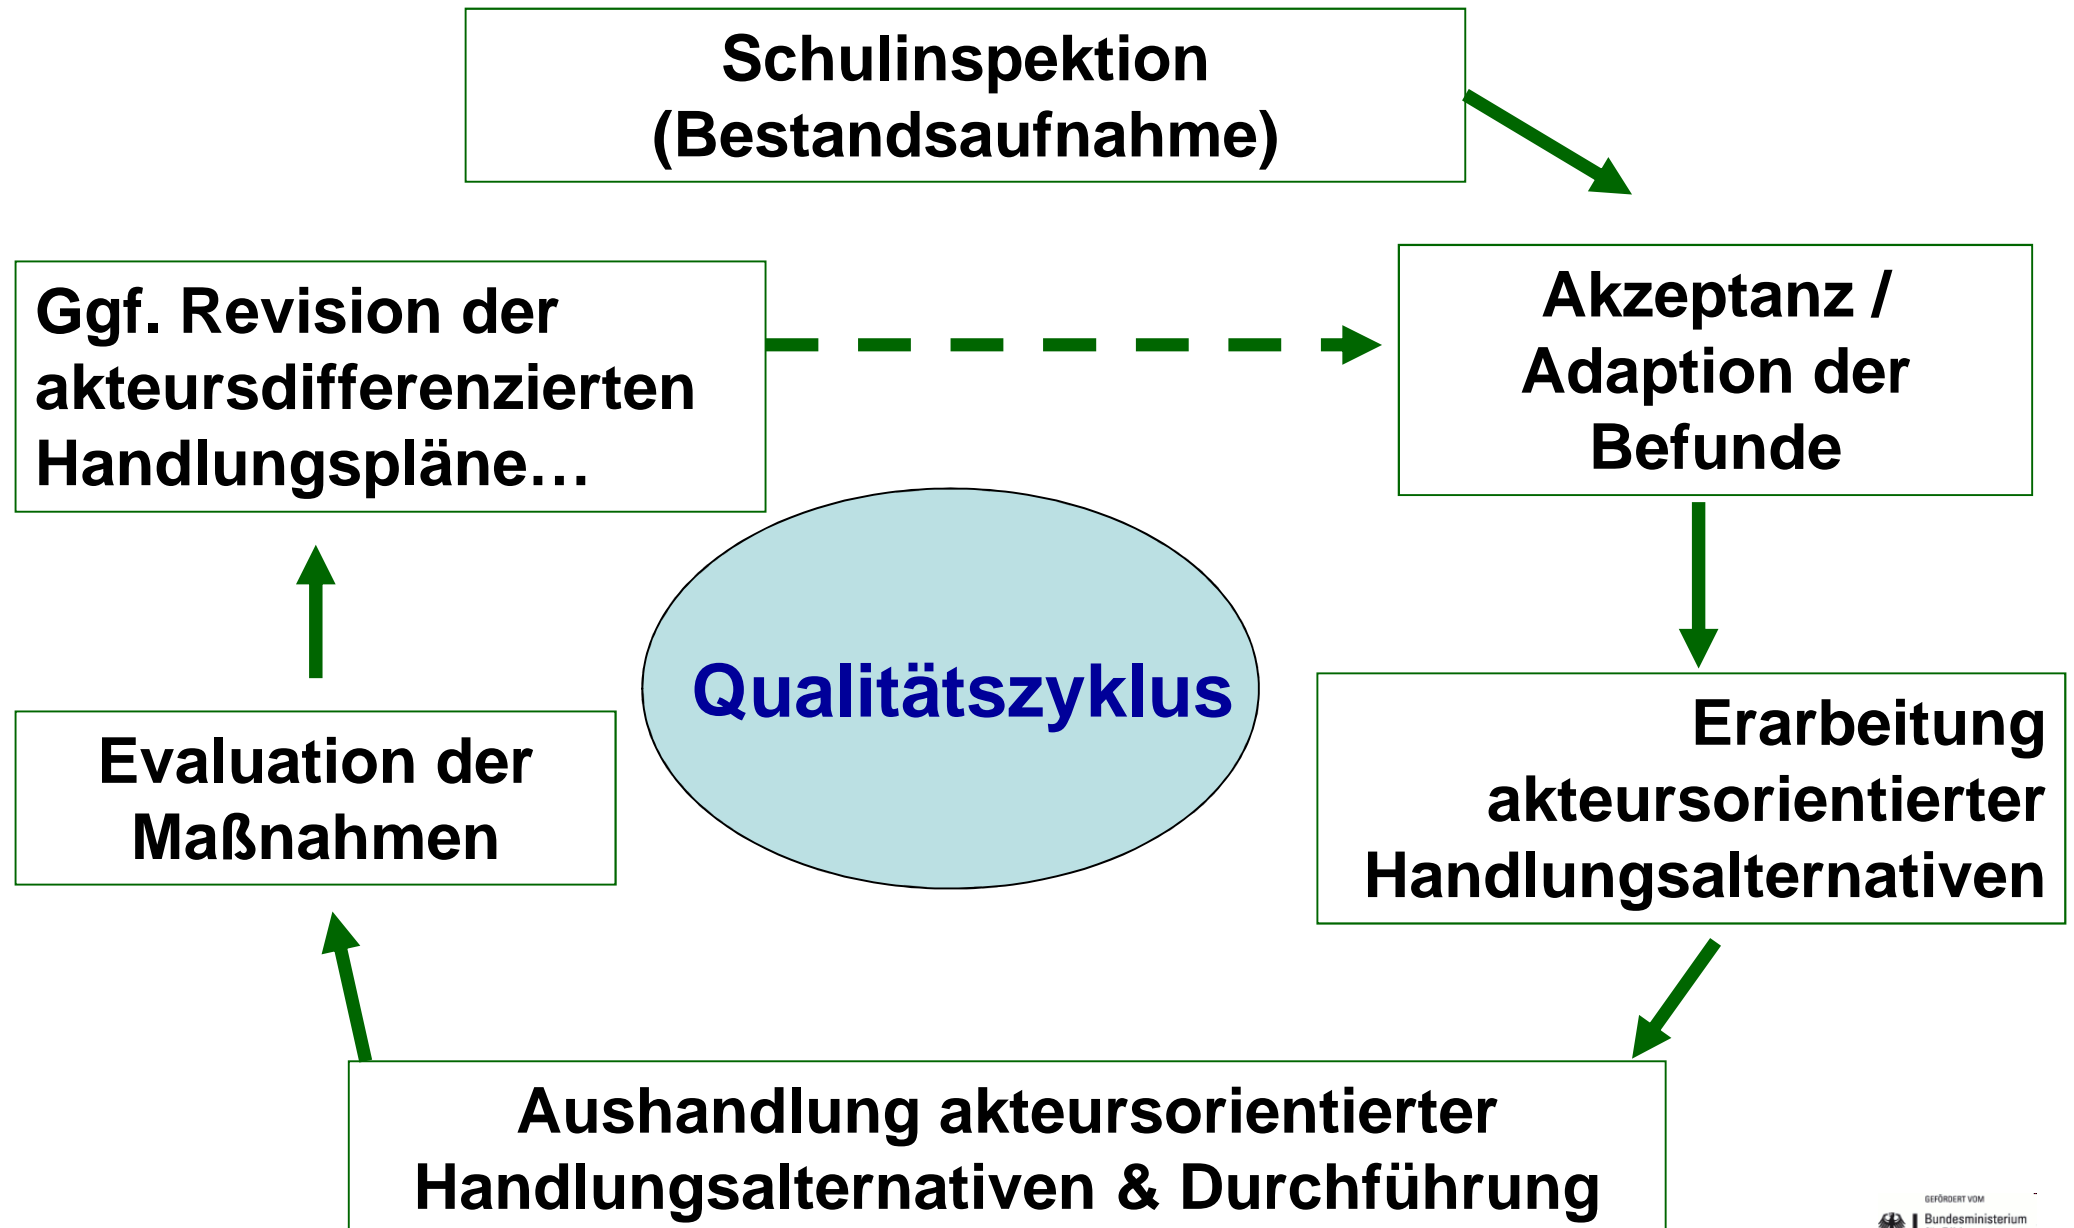 Schulinspektion
(Bestandsaufnahme)
Ggf. Revision der
akteursdifferenzierten
Handlungspläne…
Akzeptanz /
Adaption der
Befunde
Qualitätszyklus
Evaluation der
Maßnahmen
Erarbeitung
akteursorientierter
Handlungsalternativen
Aushandlung akteursorientierter
Handlungsalternativen & Durchführung
GEFÖRDERT VOM
Bundesministerium